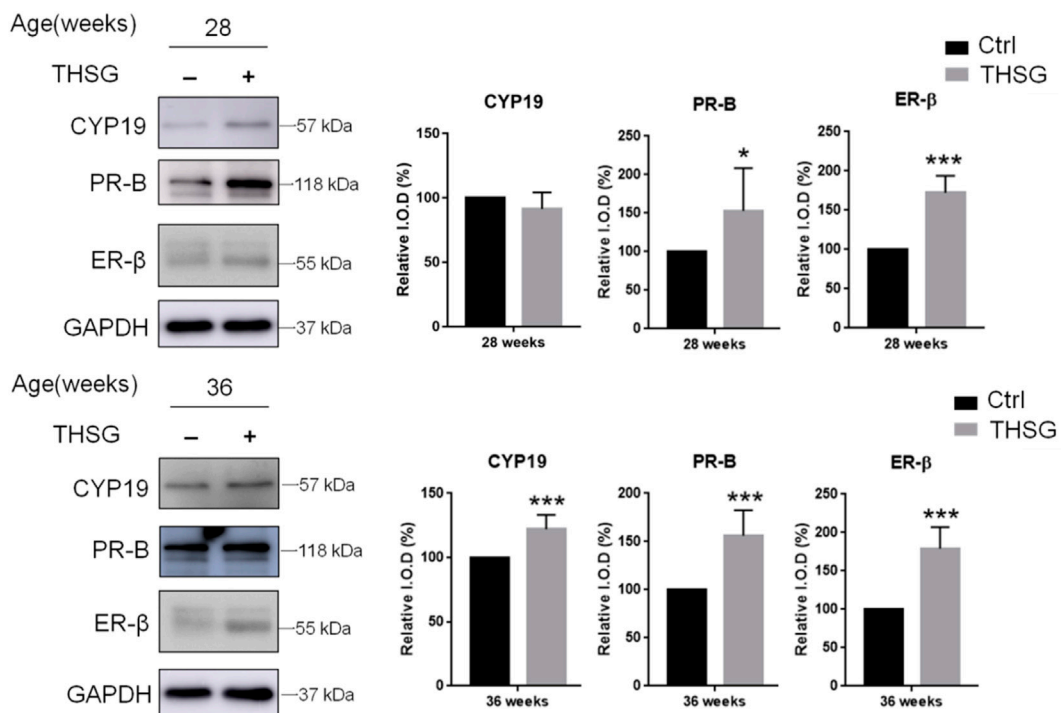 Age(weeks) 28
THSG – +
CYP19 57 kDa
PR-B 118 kDa
ER-β 55 kDa
GAPDH 37 kDa
Ctrl
THSG
CYP19
Relative I.O.D (%)
150
100
50
0
28 weeks
PR-B
Relative I.O.D (%)
250
200
150
100
50
0
*
28 weeks
ER-β
Relative I.O.D (%)
250
200
150
100
50
0
***
28 weeks
Age(weeks) 36
THSG – +
CYP19 57 kDa
PR-B 118 kDa
ER-β 55 kDa
GAPDH 37 kDa
Ctrl
THSG
CYP19
Relative I.O.D (%)
150
100
50
0
***
36 weeks
PR-B
Relative I.O.D (%)
200
150
100
50
0
***
36 weeks
ER-β
Relative I.O.D (%)
250
200
150
100
50
0
***
36 weeks